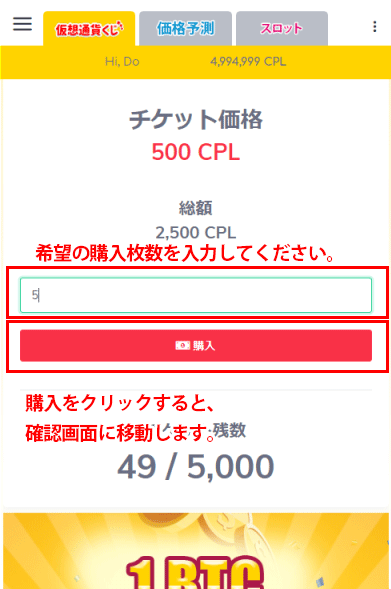 仮想通貨くじ 価格予測 スロット
Hi, Do 4,994,999 CPL
チケット価格
500 CPL
総額
2,500 CPL
希望の購入枚数を入力してください。
5
購入
購入をクリックすると、
確認画面に移動します。
残数
49 / 5,000
1 BTC